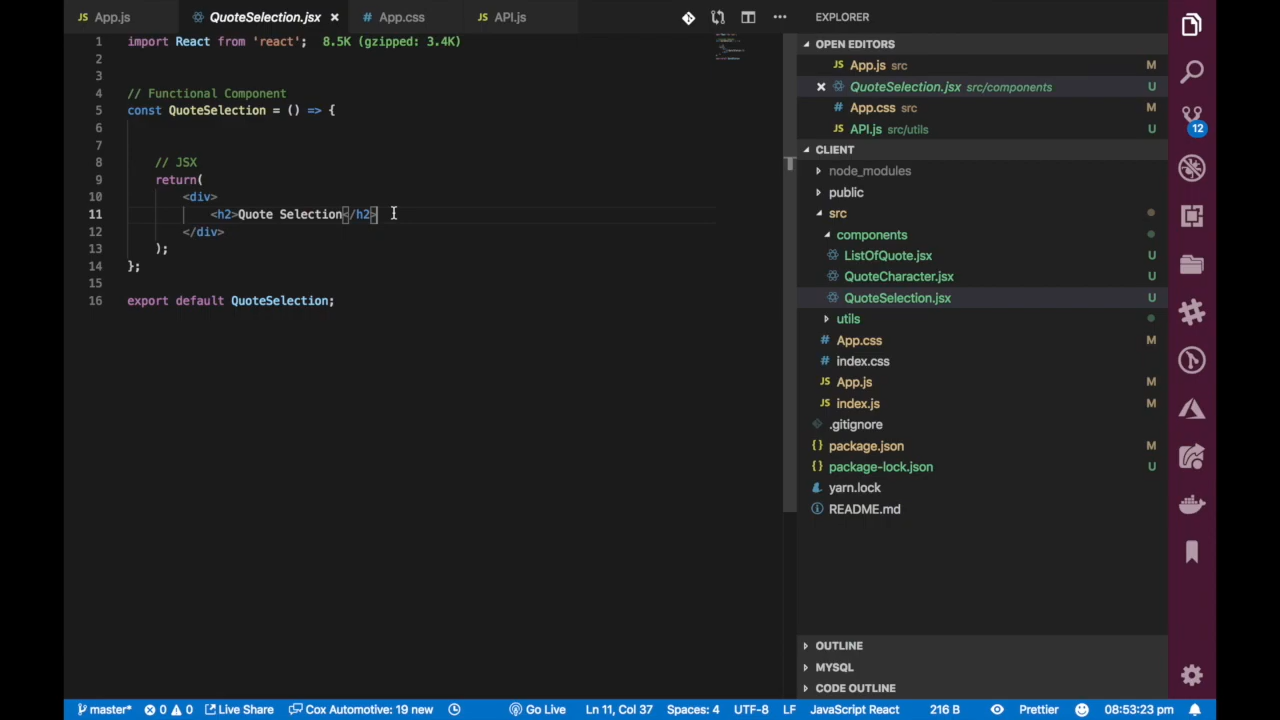 App.js
QuoteSelection.jsx
App.css
API.js
1 import React from 'react'; 8.5K (gzipped: 3.4K)
2
3
4 // Functional Component
5 const QuoteSelection = () => {
6
7
8 // JSX
9 return(
10 <div>
11 <h2>Quote Selection</h2>
12 </div>
13 );
14 };
15
16 export default QuoteSelection;
EXPLORER
OPEN EDITORS
JS App.js src M
QuoteSelection.jsx src/components U
# App.css src M
JS API.js src/utils U
CLIENT
node_modules
public
src
components
ListOfQuote.jsx U
QuoteCharacter.jsx U
QuoteSelection.jsx U
utils
# App.css M
# index.css
JS App.js M
JS index.js M
.gitignore
{} package.json M
{} package-lock.json U
yarn.lock
README.md
OUTLINE
MYSQL
CODE OUTLINE
12
master* 0 0 Live Share Cox Automotive: 19 new Go Live Ln 11, Col 37 Spaces: 4 UTF-8 LF JavaScript React 216 B Prettier 08:53:23 pm